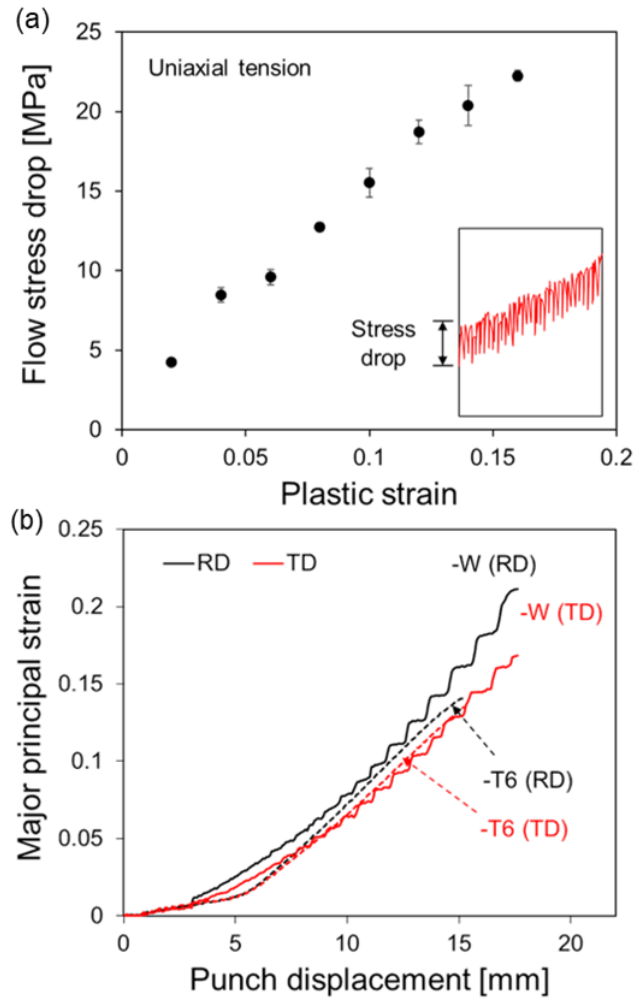 (a)
25
20
15
10
5
0
Flow stress drop [MPa]
Uniaxial tension
Stress
drop
0 0.05 0.1 0.15 0.2
Plastic strain
(b)
0.25
0.2
0.15
0.1
0.05
0
Major principal strain
RD TD
-W (RD)
-W (TD)
-T6 (RD)
-T6 (TD)
0 5 10 15 20
Punch displacement [mm]